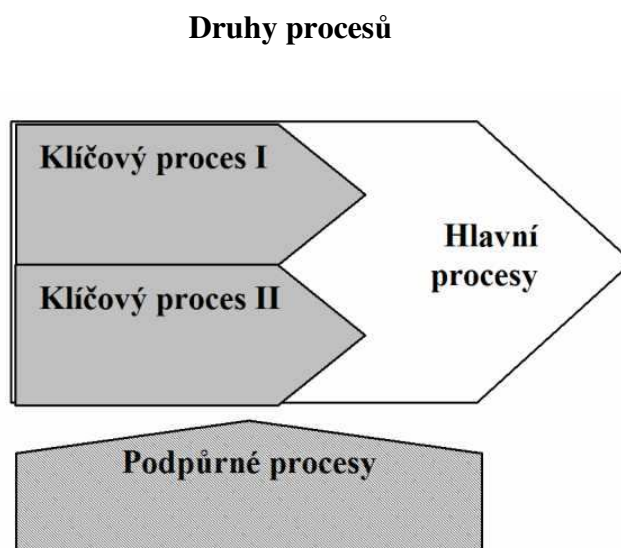 Druhy procesů
Klíčový proces I
Hlavní
procesy
Klíčový proces II
Podpůrné procesy